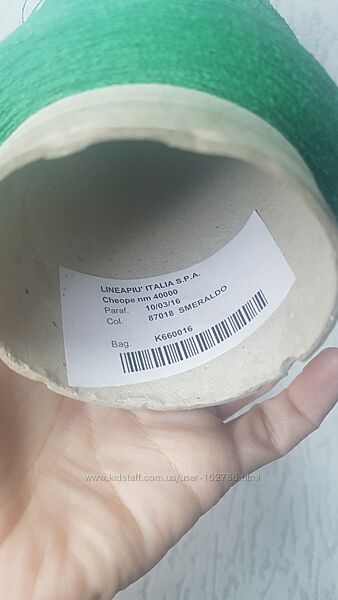 LINEAPIU' ITALIA S.P.A.
Cheope nm 40000
Paraf. 10/03/16
Col. 87018 SMERALDO
Bag. K660016
www.kidstaff.com.ua/user-162786.html